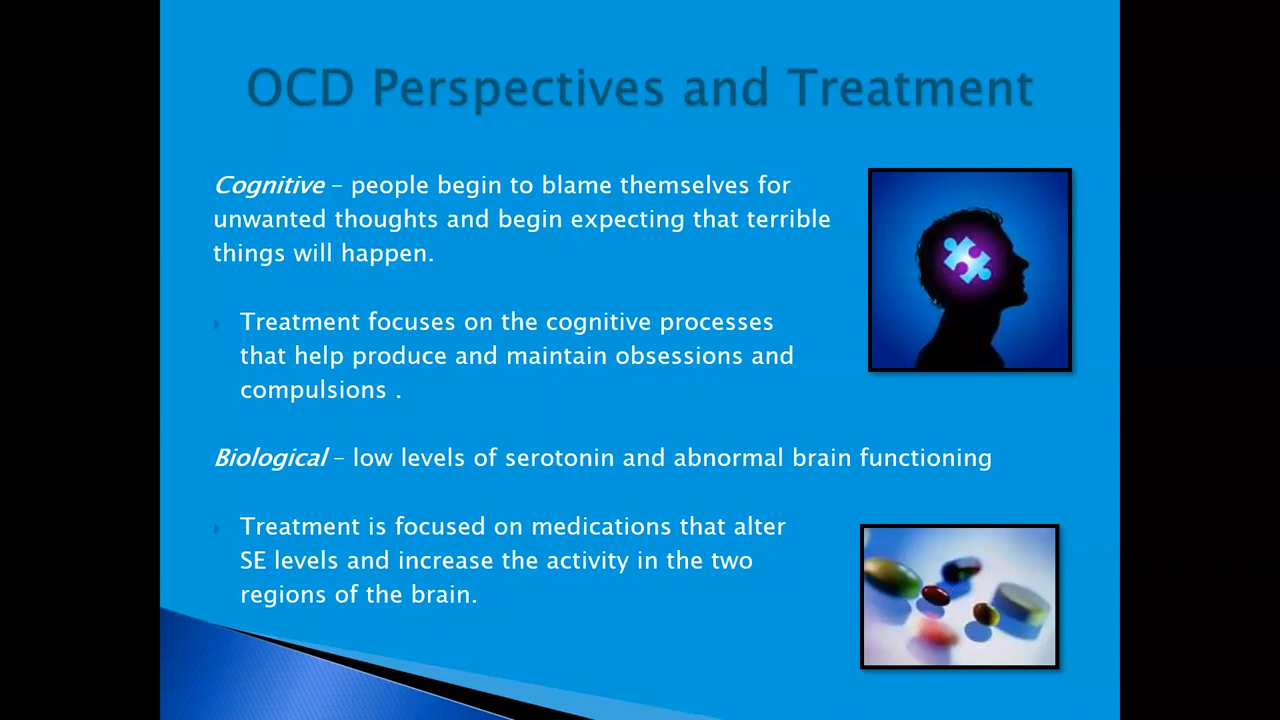 OCD Perspectives and Treatment
Cognitive – people begin to blame themselves for
unwanted thoughts and begin expecting that terrible
things will happen.
Treatment focuses on the cognitive processes
that help produce and maintain obsessions and
compulsions .
Biological – low levels of serotonin and abnormal brain functioning
Treatment is focused on medications that alter
SE levels and increase the activity in the two
regions of the brain.